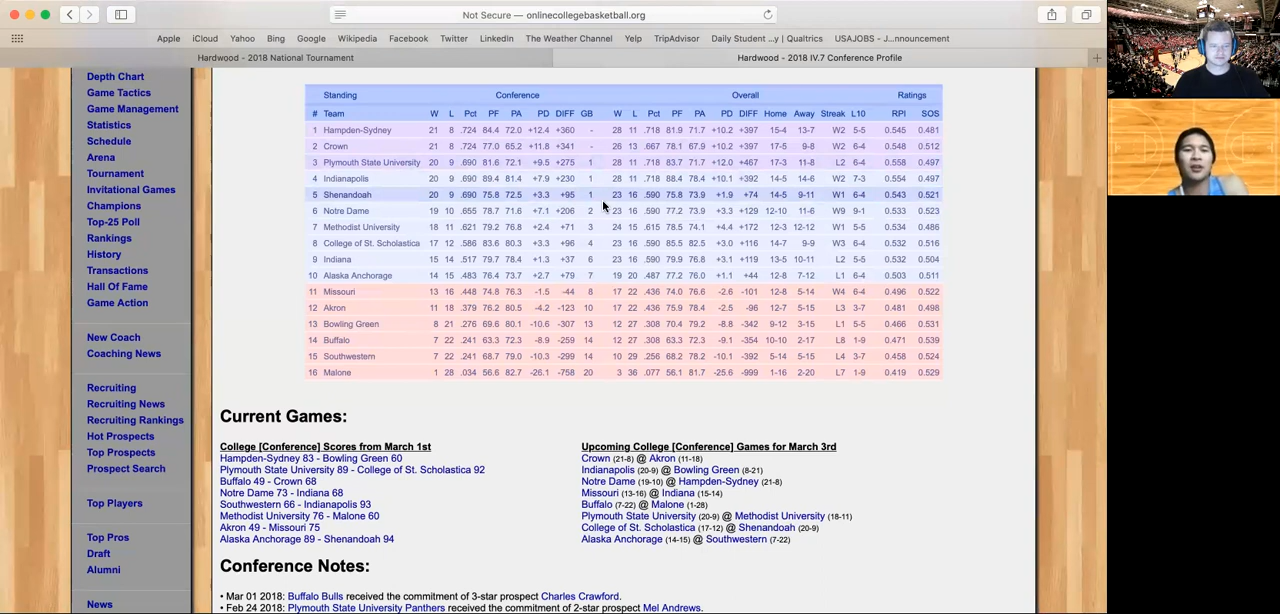 Not Secure — onlinecollegebasketball.org
Apple iCloud Yahoo Bing Google Wikipedia Facebook Twitter LinkedIn The Weather Channel Yelp TripAdvisor Daily Student ...y | Qualtrics USAJOBS - J...nnouncement
Hardwood - 2018 National Tournament Hardwood - 2018 IV.7 Conference Profile
Depth Chart
Game Tactics
Game Management
Statistics
Schedule
Arena
Tournament
Invitational Games
Champions
Top-25 Poll
Rankings
History
Transactions
Hall Of Fame
Game Action
New Coach
Coaching News
Recruiting
Recruiting News
Recruiting Rankings
Hot Prospects
Top Prospects
Prospect Search
Top Players
Top Pros
Draft
Alumni
News
Standing Conference Overall Ratings
# Team W L Pct PF PA PD DIFF GB W L Pct PF PA PD DIFF Home Away Streak L10 RPI SOS
1 Hampden-Sydney 21 8 .724 84.4 72.0 +12.4 +360 - 28 11 .718 81.9 71.7 +10.2 +397 15-4 13-7 W2 5-5 0.545 0.481
2 Crown 21 8 .724 77.0 65.2 +11.8 +341 - 26 13 .667 78.1 67.9 +10.2 +397 17-5 9-8 W2 6-4 0.548 0.512
3 Plymouth State University 20 9 .690 81.6 72.1 +9.5 +275 1 28 11 .718 83.7 71.7 +12.0 +467 17-3 11-8 L2 6-4 0.558 0.497
4 Indianapolis 20 9 .690 89.4 81.4 +7.9 +230 1 28 11 .718 88.4 78.4 +10.1 +392 14-5 14-6 W2 7-3 0.554 0.497
5 Shenandoah 20 9 .690 75.8 72.5 +3.3 +95 1 23 16 .590 75.8 73.9 +1.9 +74 14-5 9-11 W1 6-4 0.543 0.521
6 Notre Dame 19 10 .655 78.7 71.6 +7.1 +206 2 23 16 .590 77.2 73.9 +3.3 +129 12-10 11-6 W9 9-1 0.533 0.523
7 Methodist University 18 11 .621 79.2 76.8 +2.4 +71 3 24 15 .615 78.5 74.1 +4.4 +172 12-3 12-12 W1 5-5 0.534 0.486
8 College of St. Scholastica 17 12 .586 83.6 80.3 +3.3 +96 4 23 16 .590 85.5 82.5 +3.0 +116 14-7 9-9 W3 6-4 0.532 0.516
9 Indiana 15 14 .517 79.7 78.4 +1.3 +37 6 23 16 .590 79.9 76.8 +3.1 +119 13-5 10-11 L2 5-5 0.532 0.504
10 Alaska Anchorage 14 15 .483 76.4 73.7 +2.7 +79 7 19 20 .487 77.2 76.0 +1.1 +44 12-8 7-12 L1 6-4 0.503 0.511
11 Missouri 13 16 .448 74.8 76.3 -1.5 -44 8 17 22 .436 74.0 76.6 -2.6 -101 12-8 5-14 W4 6-4 0.496 0.522
12 Akron 11 18 .379 76.2 80.5 -4.2 -123 10 17 22 .436 75.9 78.4 -2.5 -96 12-7 5-15 L3 3-7 0.481 0.498
13 Bowling Green 8 21 .276 69.6 80.1 -10.6 -307 13 12 27 .308 70.4 79.2 -8.8 -342 9-12 3-15 L1 5-5 0.466 0.531
14 Buffalo 7 22 .241 63.3 72.3 -8.9 -259 14 12 27 .308 63.3 72.3 -9.1 -354 10-10 2-17 L8 1-9 0.471 0.539
15 Southwestern 7 22 .241 68.7 79.0 -10.3 -299 14 10 29 .256 68.2 78.2 -10.1 -392 5-14 5-15 L4 3-7 0.458 0.524
16 Malone 1 28 .034 56.6 82.7 -26.1 -758 20 3 36 .077 56.1 81.7 -25.6 -999 1-16 2-20 L7 1-9 0.419 0.529
Current Games:
College [Conference] Scores from March 1st
Hampden-Sydney 83 - Bowling Green 60
Plymouth State University 89 - College of St. Scholastica 92
Buffalo 49 - Crown 68
Notre Dame 73 - Indiana 68
Southwestern 66 - Indianapolis 93
Methodist University 76 - Malone 60
Akron 49 - Missouri 75
Alaska Anchorage 89 - Shenandoah 94
Upcoming College [Conference] Games for March 3rd
Crown (21-8) @ Akron (11-18)
Indianapolis (20-9) @ Bowling Green (8-21)
Notre Dame (19-10) @ Hampden-Sydney (21-8)
Missouri (13-16) @ Indiana (15-14)
Buffalo (7-22) @ Malone (1-28)
Plymouth State University (20-9) @ Methodist University (18-11)
College of St. Scholastica (17-12) @ Shenandoah (20-9)
Alaska Anchorage (14-15) @ Southwestern (7-22)
Conference Notes:
• Mar 01 2018: Buffalo Bulls received the commitment of 3-star prospect Charles Crawford.
• Feb 24 2018: Plymouth State University Panthers received the commitment of 2-star prospect Mel Andrews.